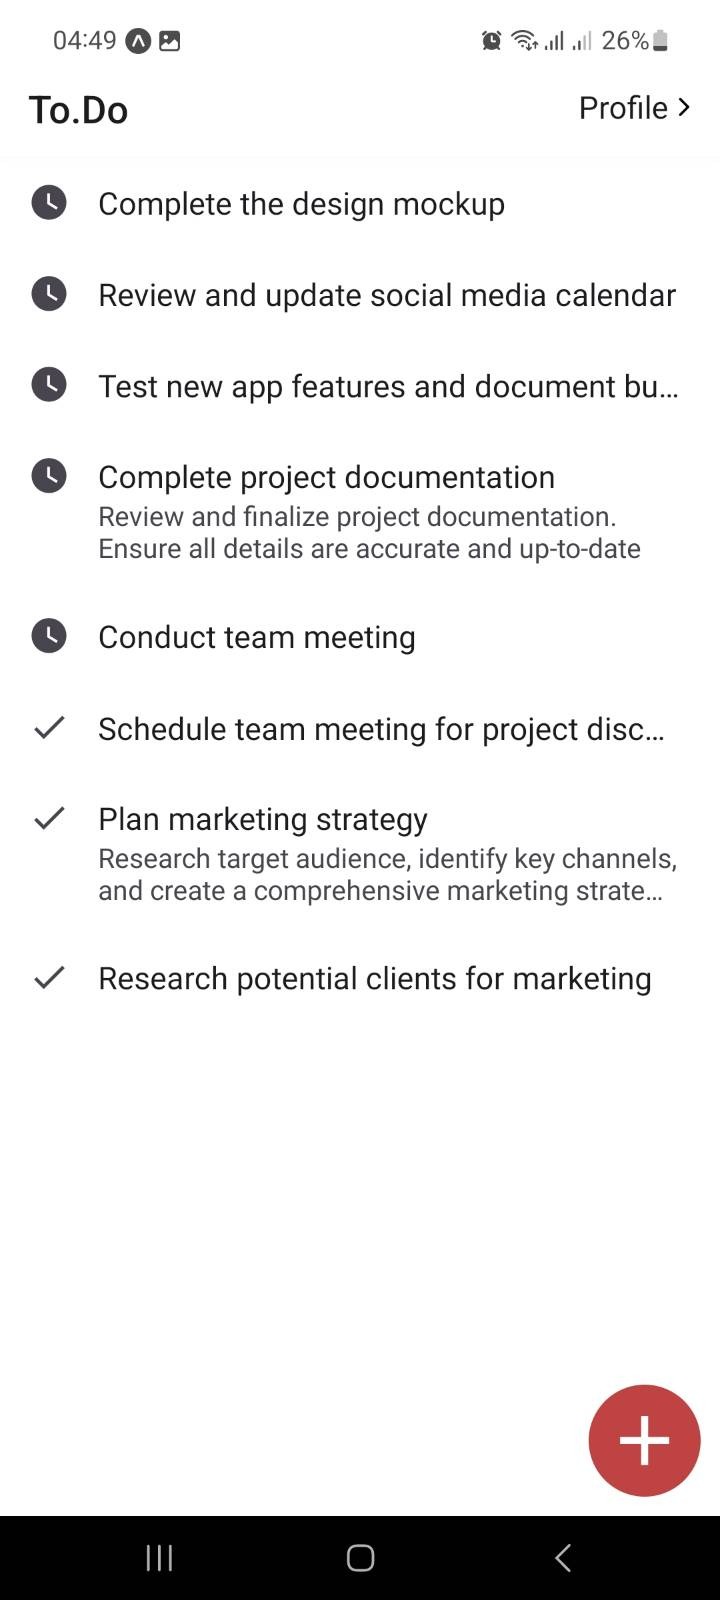 04:49
26%
To.Do
Profile
Complete the design mockup
Review and update social media calendar
Test new app features and document bu...
Complete project documentation
Review and finalize project documentation.
Ensure all details are accurate and up-to-date
Conduct team meeting
Schedule team meeting for project disc...
Plan marketing strategy
Research target audience, identify key channels,
and create a comprehensive marketing strate...
Research potential clients for marketing